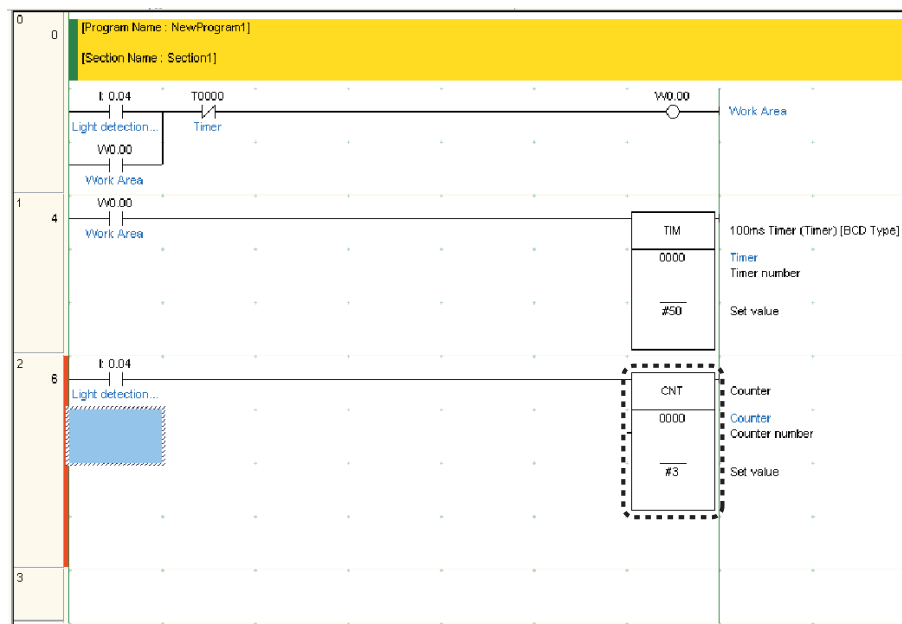 0
0
[Program Name : NewProgram1]
[Section Name : Section1]
I: 0.04
T0000
W0.00
Work Area
Light detection...
Timer
W0.00
Work Area
1
4
W0.00
Work Area
TIM
100ms Timer (Timer) [BCD Type]
0000
Timer
Timer number
#50
Set value
2
6
I: 0.04
Light detection...
CNT
Counter
0000
Counter
Counter number
#3
Set value
3